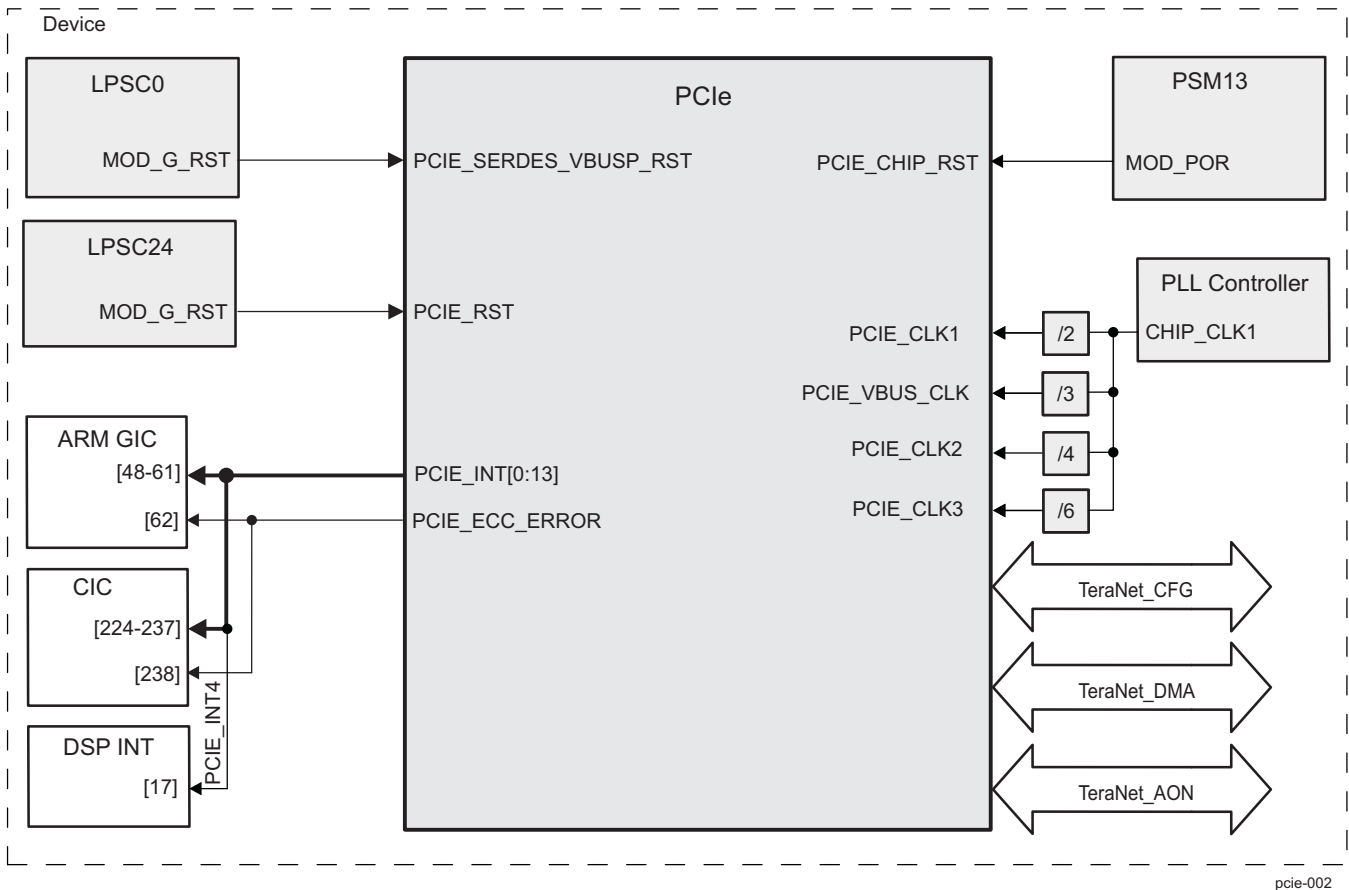 Device
LPSC0
MOD_G_RST
LPSC24
MOD_G_RST
ARM GIC
[48-61]
[62]
CIC
[224-237]
[238]
DSP INT
[17]
PCIE_INT4
PCIe
PCIE_SERDES_VBUSP_RST
PCIE_RST
PCIE_INT[0:13]
PCIE_ECC_ERROR
PCIE_CHIP_RST
PCIE_CLK1
PCIE_VBUS_CLK
PCIE_CLK2
PCIE_CLK3
PSM13
MOD_POR
PLL Controller
CHIP_CLK1
/2
/3
/4
/6
TeraNet_CFG
TeraNet_DMA
TeraNet_AON
pcie-002